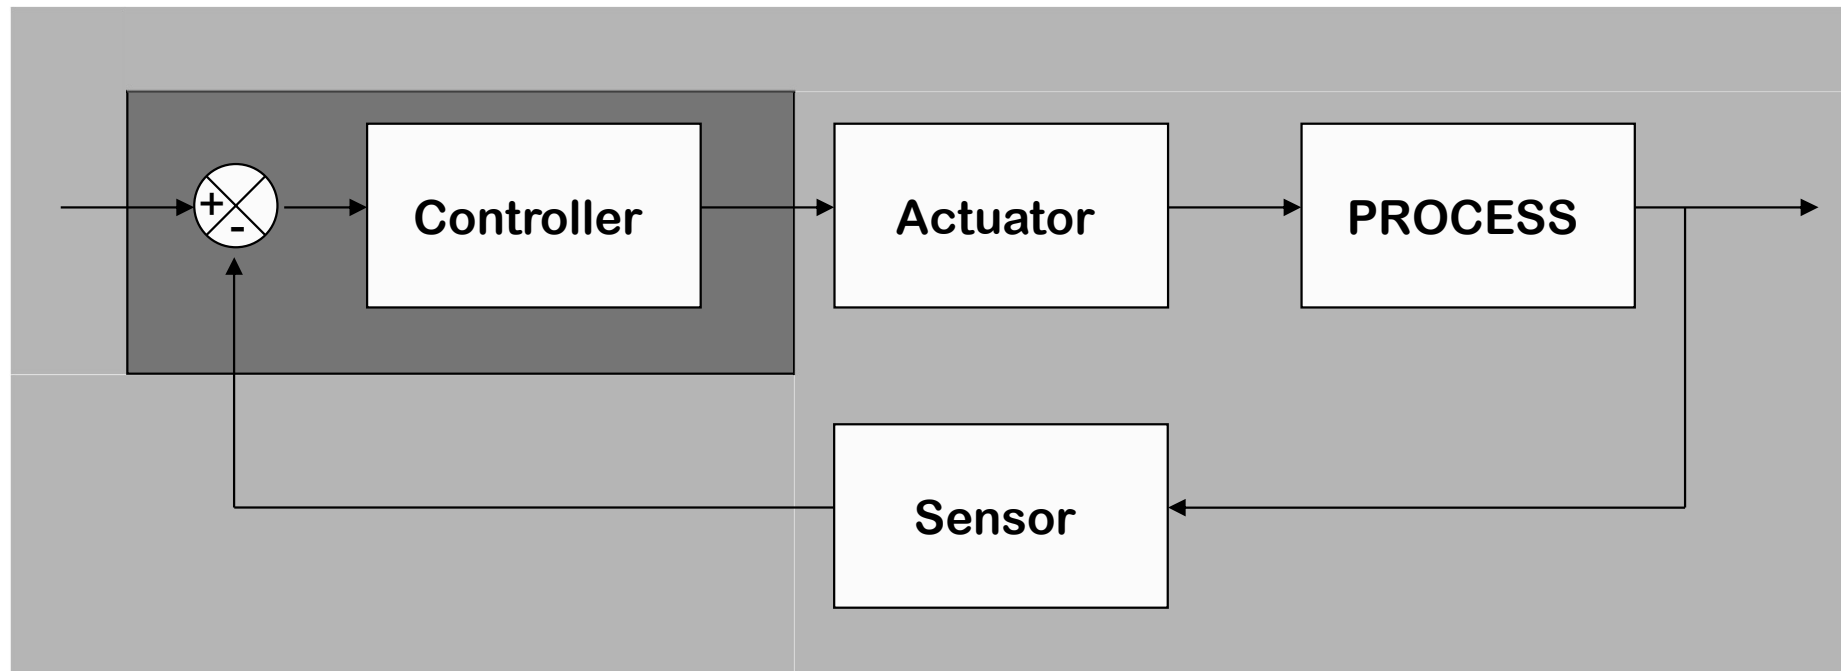 +
-
Controller
Actuator
PROCESS
Sensor